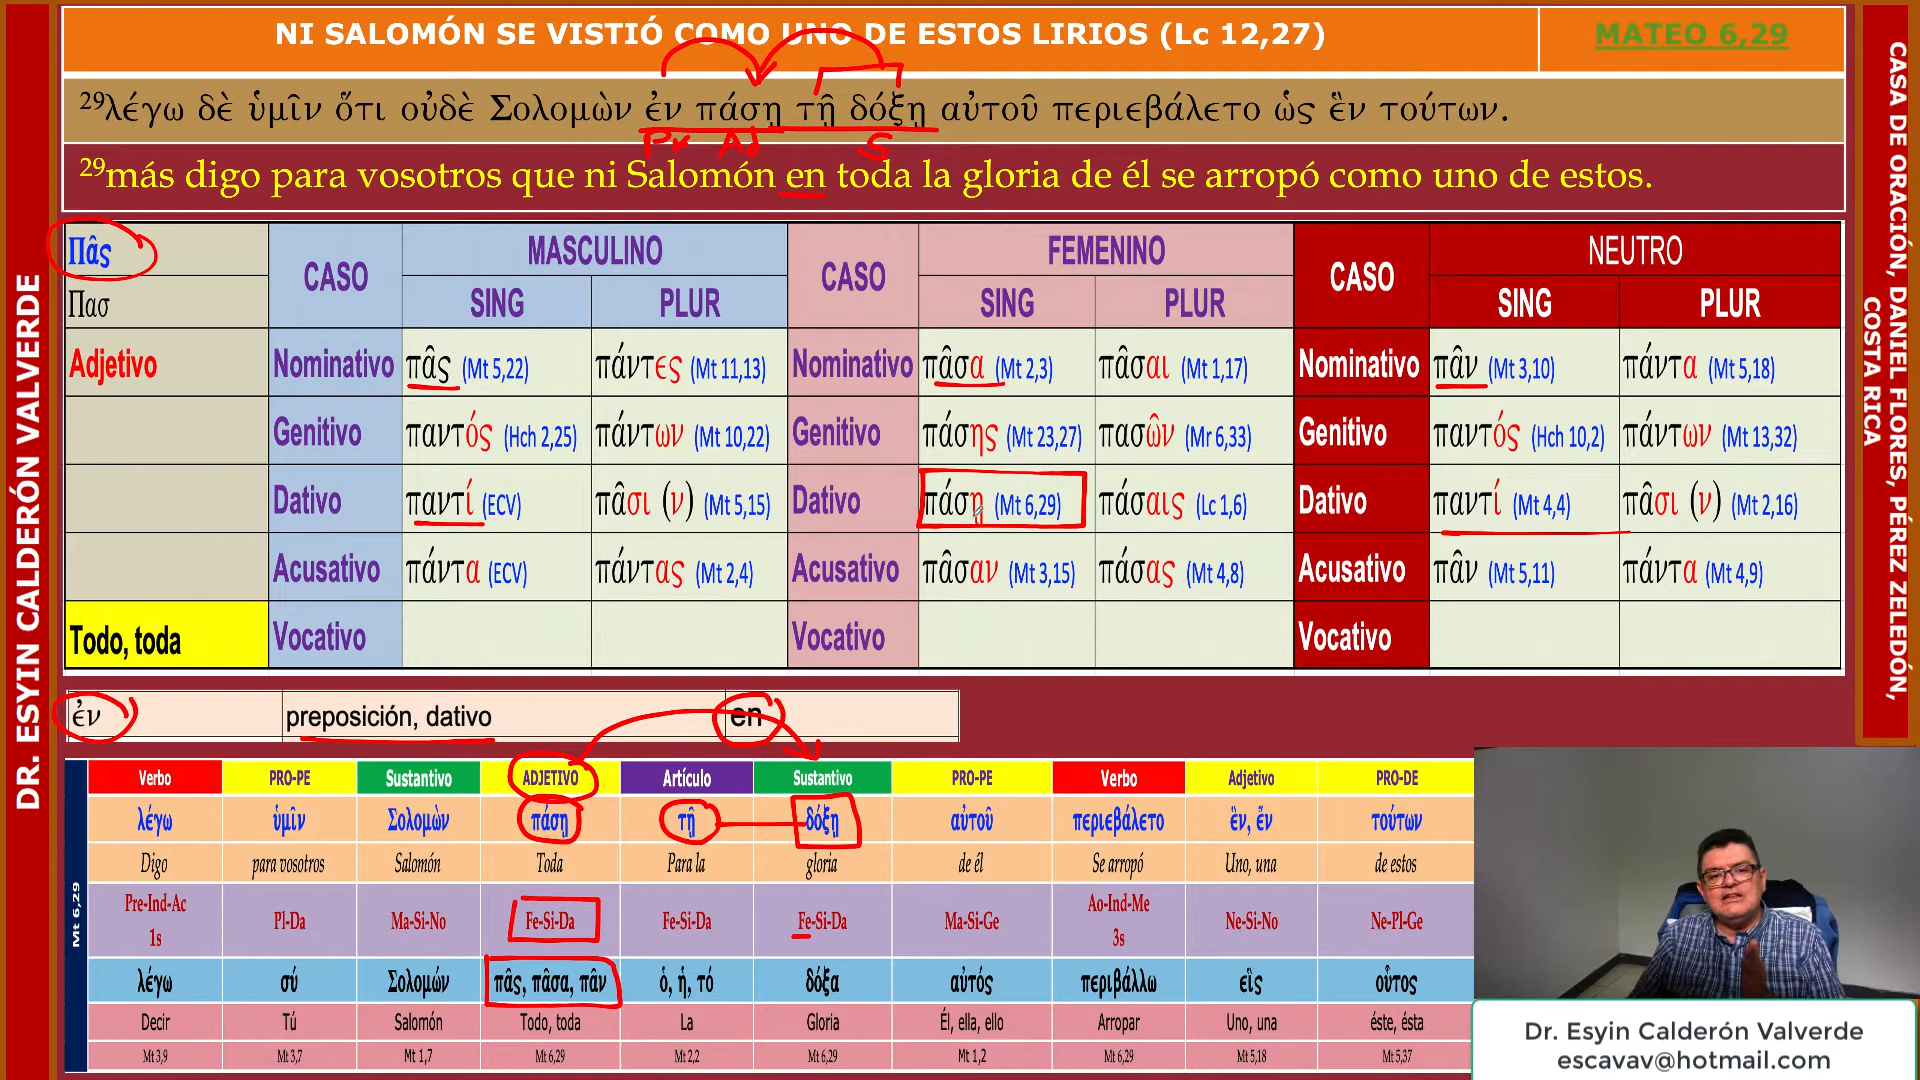 NI SALOMÓN SE VISTIÓ COMO UNO DE ESTOS LIRIOS (Lc 12,27) MATEO 6,29
²⁹λέγω δὲ ὑμῖν ὅτι οὐδὲ Σολομὼν ἐν πάσῃ τῇ δόξῃ αὐτοῦ περιεβάλετο ὡς ἓν τούτων.
Pr Ad S
²⁹más digo para vosotros que ni Salomón en toda la gloria de él se arropó como uno de estos.
Πᾶς CASO MASCULINO CASO FEMENINO CASO NEUTRO
Πασ SING PLUR SING PLUR SING PLUR
Adjetivo Nominativo πᾶς (Mt 5,22) πάντες (Mt 11,13) Nominativo πᾶσα (Mt 2,3) πᾶσαι (Mt 1,17) Nominativo πᾶν (Mt 3,10) πάντα (Mt 5,18)
Genitivo παντός (Hch 2,25) πάντων (Mt 10,22) Genitivo πάσης (Mt 23,27) πασῶν (Mr 6,33) Genitivo παντός (Hch 10,2) πάντων (Mt 13,32)
Dativo παντί (ECV) πᾶσι (ν) (Mt 5,15) Dativo πάσῃ (Mt 6,29) πάσαις (Lc 1,6) Dativo παντί (Mt 4,4) πᾶσι (ν) (Mt 2,16)
Acusativo πάντα (ECV) πάντας (Mt 2,4) Acusativo πᾶσαν (Mt 3,15) πάσας (Mt 4,8) Acusativo πᾶν (Mt 5,11) πάντα (Mt 4,9)
Todo, toda Vocativo Vocativo Vocativo
ἐν preposición, dativo en
Verbo PRO-PE Sustantivo ADJETIVO Artículo Sustantivo PRO-PE Verbo Adjetivo PRO-DE
λέγω ὑμῖν Σολομὼν πάσῃ τῇ δόξῃ αὐτοῦ περιεβάλετο ἓν, ἕν τούτων
Digo para vosotros Salomón Toda Para la gloria de él Se arropó Uno, una de estos
Pre-Ind-Ac 1s Pl-Da Ma-Si-No Fe-Si-Da Fe-Si-Da Fe-Si-Da Ma-Si-Ge Ao-Ind-Me 3s Ne-Si-No Ne-Pl-Ge
λέγω σύ Σολομών πᾶς, πᾶσα, πᾶν ὁ, ἡ, τό δόξα αὐτός περιβάλλω εἷς οὗτος
Decir Tú Salomón Todo, toda La Gloria Él, ella, ello Arropar Uno, una éste, ésta
Mt 3,9 Mt 3,7 Mt 1,7 Mt 6,29 Mt 2,2 Mt 6,29 Mt 1,2 Mt 6,29 Mt 5,18 Mt 5,37
Mt 6,29
DR. ESYIN CALDERÓN VALVERDE
CASA DE ORACIÓN, DANIEL FLORES, PÉREZ ZELEDÓN,
COSTA RICA
Dr. Esyin Calderón Valverde
escavav@hotmail.com